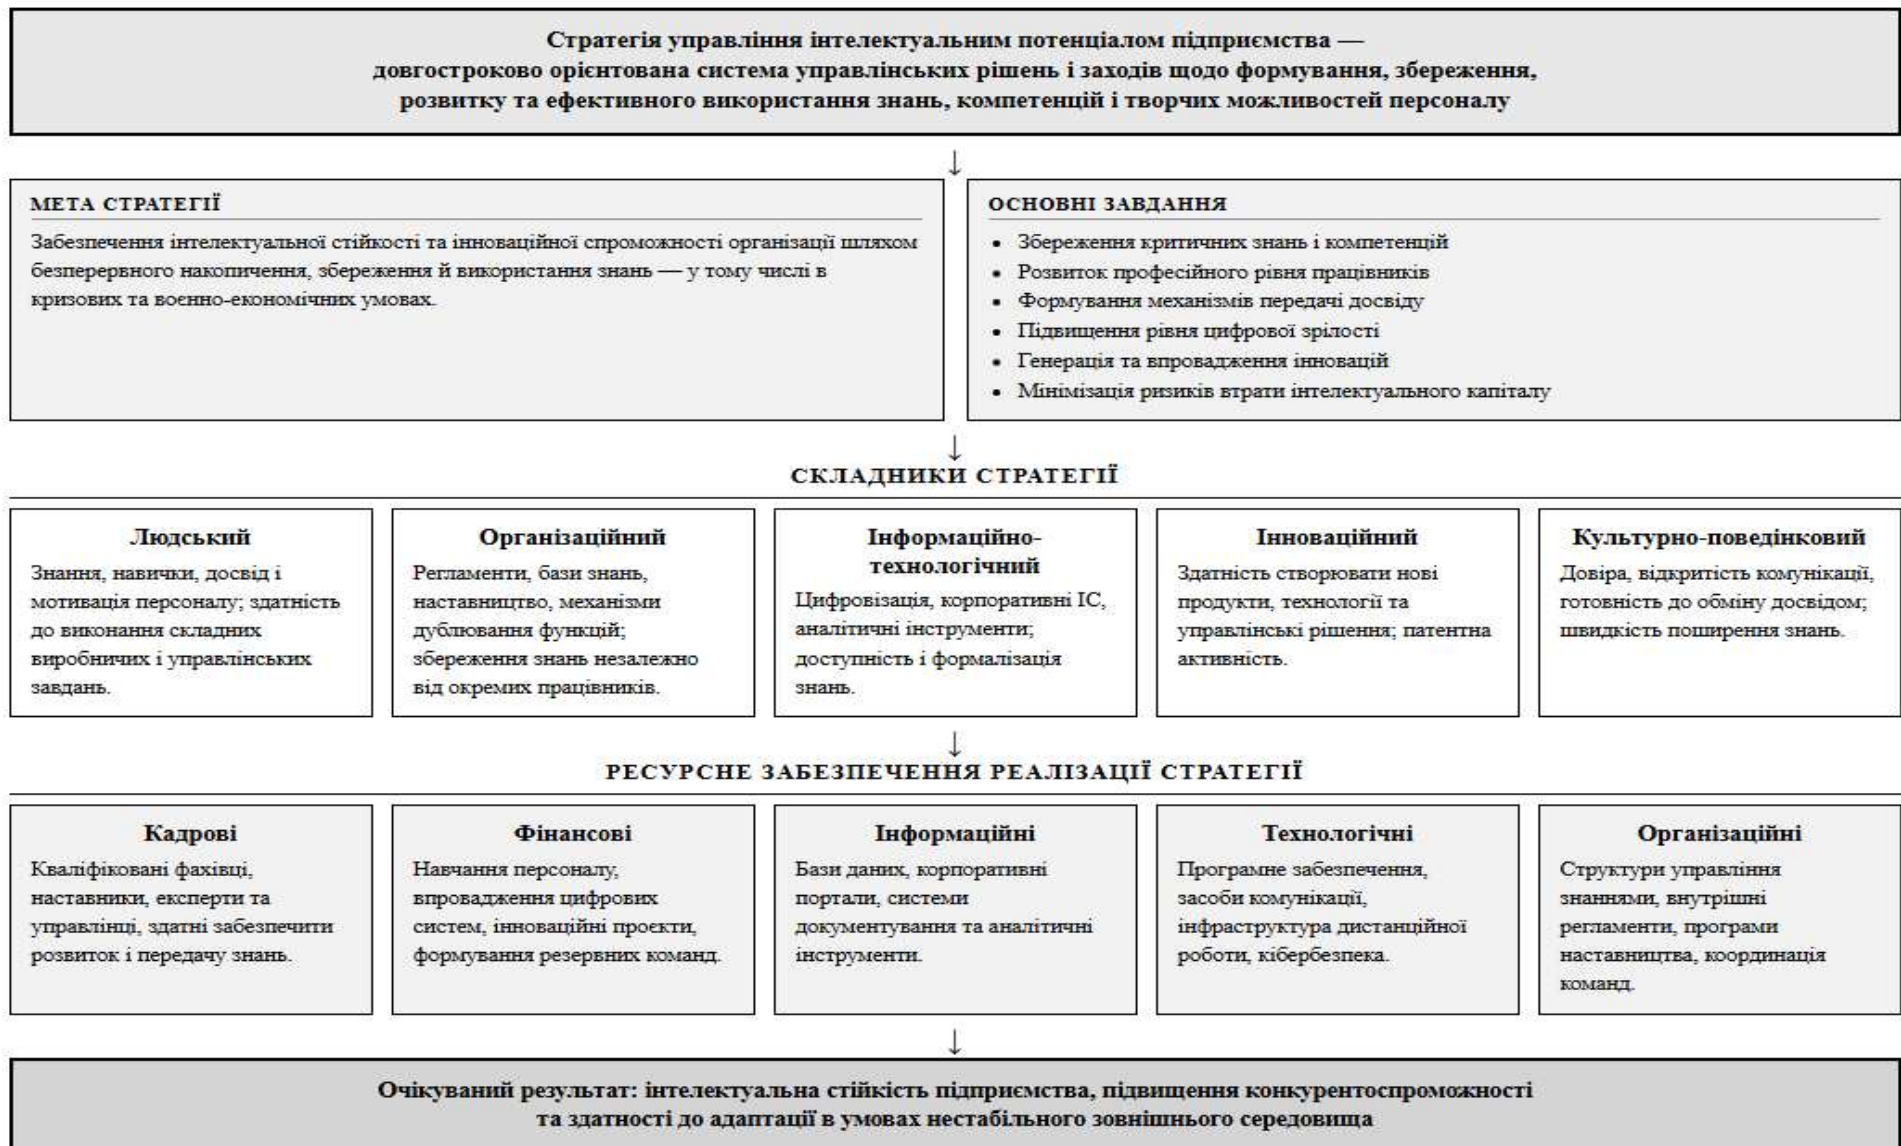 Стратегія управління інтелектуальним потенціалом підприємства —
довгостроково орієнтована система управлінських рішень і заходів щодо формування, збереження,
розвитку та ефективного використання знань, компетенцій і творчих можливостей персоналу
↓
МЕТА СТРАТЕГІЇ
Забезпечення інтелектуальної стійкості та інноваційної спроможності організації шляхом
безперервного накопичення, збереження й використання знань — у тому числі в
кризових та воєнно-економічних умовах.
ОСНОВНІ ЗАВДАННЯ
• Збереження критичних знань і компетенцій
• Розвиток професійного рівня працівників
• Формування механізмів передачі досвіду
• Підвищення рівня цифрової зрілості
• Генерація та впровадження інновацій
• Мінімізація ризиків втрати інтелектуального капіталу
↓
СКЛАДНИКИ СТРАТЕГІЇ
Людський
Знання, навички, досвід і
мотивація персоналу; здатність
до виконання складних
виробничих і управлінських
завдань.
Організаційний
Регламенти, бази знань,
наставництво, механізми
дублювання функцій;
збереження знань незалежно
від окремих працівників.
Інформаційно-
технологічний
Цифровізація, корпоративні ІС,
аналітичні інструменти;
доступність і формалізація
знань.
Інноваційний
Здатність створювати нові
продукти, технології та
управлінські рішення; патентна
активність.
Культурно-поведінковий
Довіра, відкритість комунікації,
готовність до обміну досвідом;
швидкість поширення знань.
↓
РЕСУРСНЕ ЗАБЕЗПЕЧЕННЯ РЕАЛІЗАЦІЇ СТРАТЕГІЇ
Кадрові
Кваліфіковані фахівці,
наставники, експерти та
управлінці, здатні забезпечити
розвиток і передачу знань.
Фінансові
Навчання персоналу,
впровадження цифрових
систем, інноваційні проєкти,
формування резервних команд.
Інформаційні
Бази даних, корпоративні
портали, системи
документування та аналітичні
інструменти.
Технологічні
Програмне забезпечення,
засоби комунікації,
інфраструктура дистанційної
роботи, кібербезпека.
Організаційні
Структури управління
знаннями, внутрішні
регламенти, програми
наставництва, координація
команд.
↓
Очікуваний результат: інтелектуальна стійкість підприємства, підвищення конкурентоспроможності
та здатності до адаптації в умовах нестабільного зовнішнього середовища